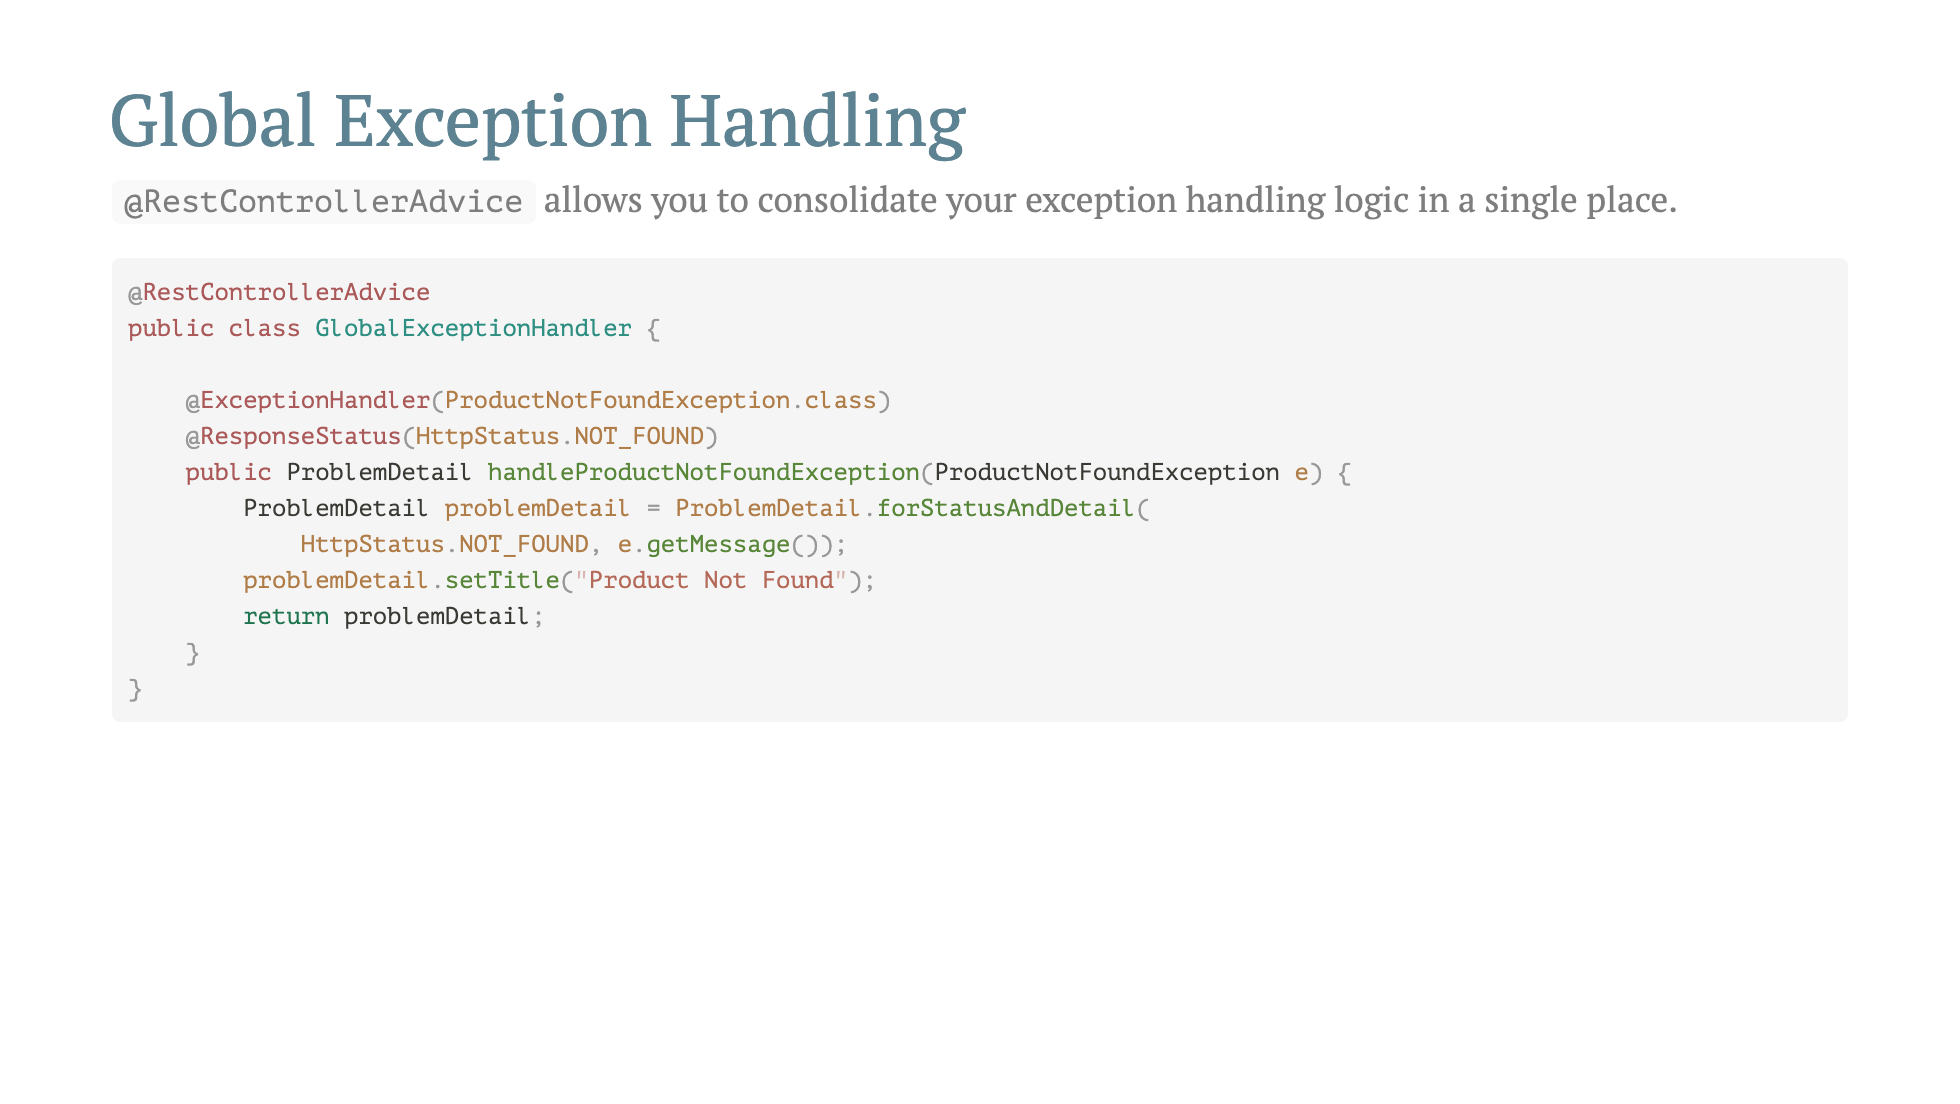 Global Exception Handling
@RestControllerAdvice allows you to consolidate your exception handling logic in a single place.
@RestControllerAdvice
public class GlobalExceptionHandler {
    @ExceptionHandler(ProductNotFoundException.class)
    @ResponseStatus(HttpStatus.NOT_FOUND)
    public ProblemDetail handleProductNotFoundException(ProductNotFoundException e) {
        ProblemDetail problemDetail = ProblemDetail.forStatusAndDetail(
            HttpStatus.NOT_FOUND, e.getMessage());
        problemDetail.setTitle("Product Not Found");
        return problemDetail;
    }
}